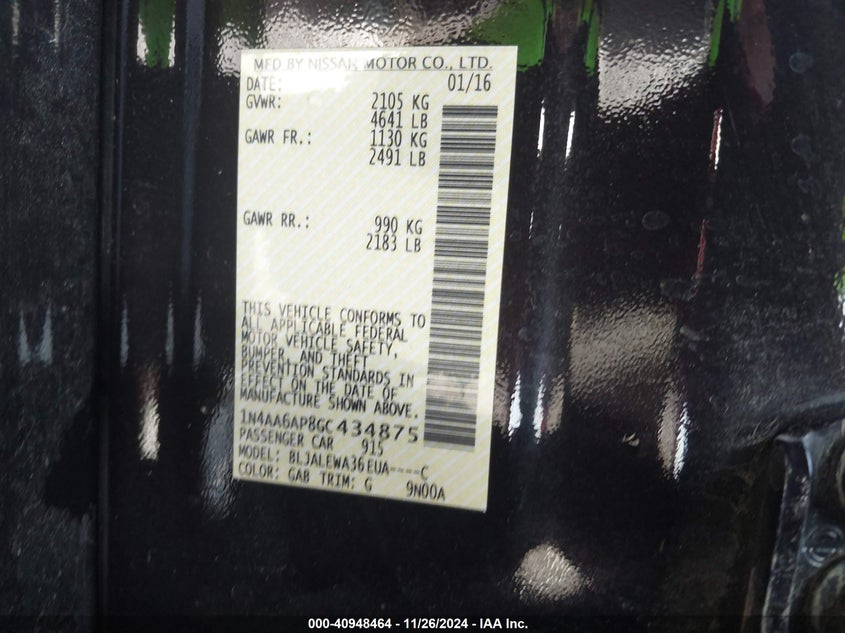 MFD BY NISSAN MOTOR CO., LTD.
DATE: 01/16
GVWR: 2105 KG
4641 LB
GAWR FR.: 1130 KG
2491 LB
GAWR RR.: 990 KG
2183 LB
THIS VEHICLE CONFORMS TO
ALL APPLICABLE FEDERAL
MOTOR VEHICLE SAFETY,
BUMPER, AND THEFT
PREVENTION STANDARDS IN
EFFECT ON THE DATE OF
MANUFACTURE SHOWN ABOVE.
1N4AA6AP8GC434875
PASSENGER CAR 915
MODEL: BLJALEWA36EUA----C
COLOR: GAB TRIM: G 9N00A
000-40948464 - 11/26/2024 - IAA Inc.